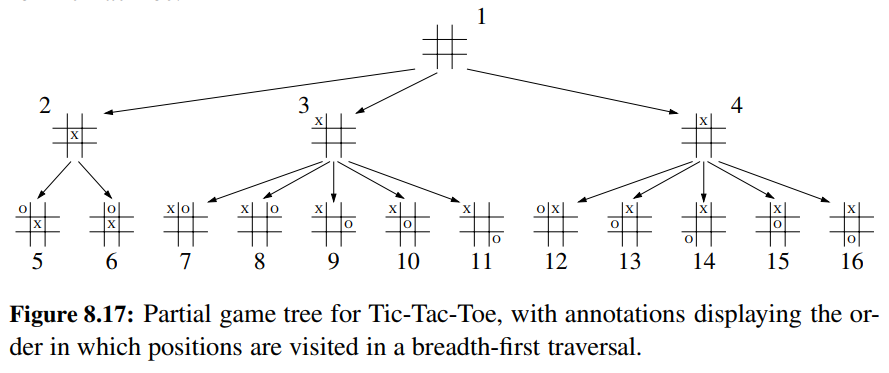 1
2 3 4
x x
x
o o x o x o x x x o x x x x x
x x o o o o
o o o
5 6 7 8 9 10 11 12 13 14 15 16
Figure 8.17: Partial game tree for Tic-Tac-Toe, with annotations displaying the or-
der in which positions are visited in a breadth-first traversal.